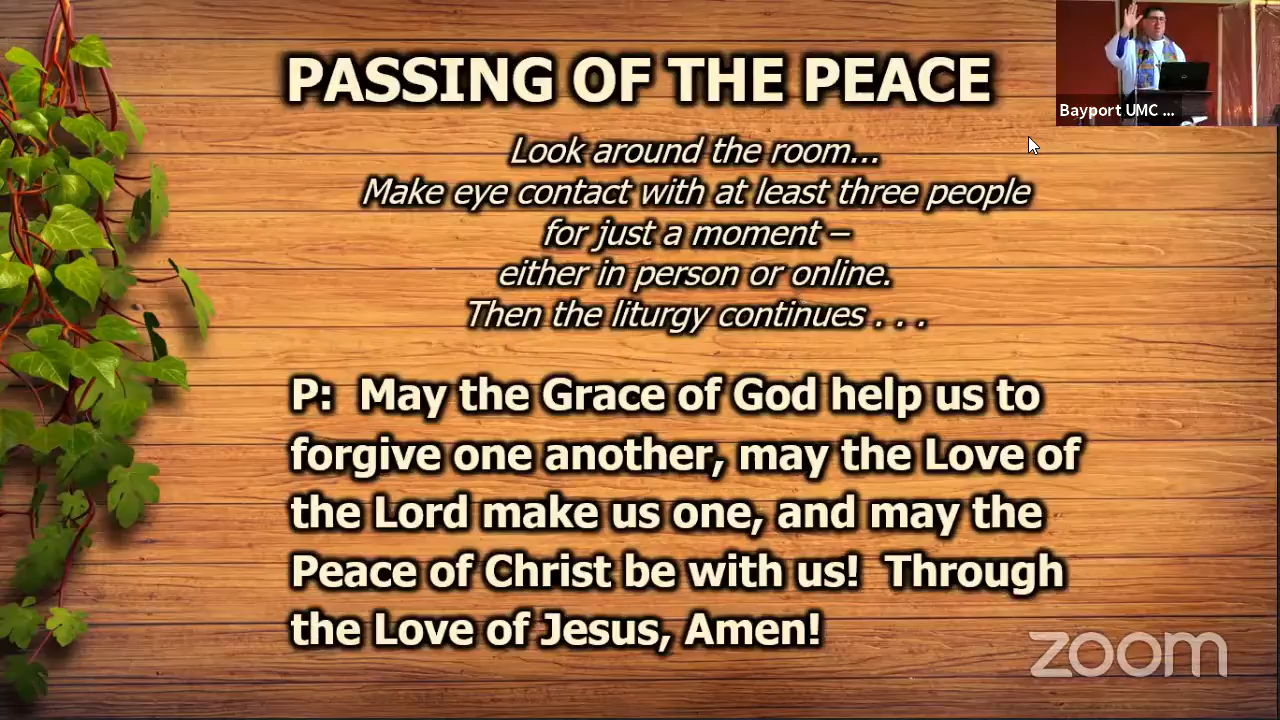 PASSING OF THE PEACE
Bayport UMC ...
Look around the room...
Make eye contact with at least three people
for just a moment –
either in person or online.
Then the liturgy continues . . .
P:  May the Grace of God help us to
forgive one another, may the Love of
the Lord make us one, and may the
Peace of Christ be with us!  Through
the Love of Jesus, Amen!
zoom